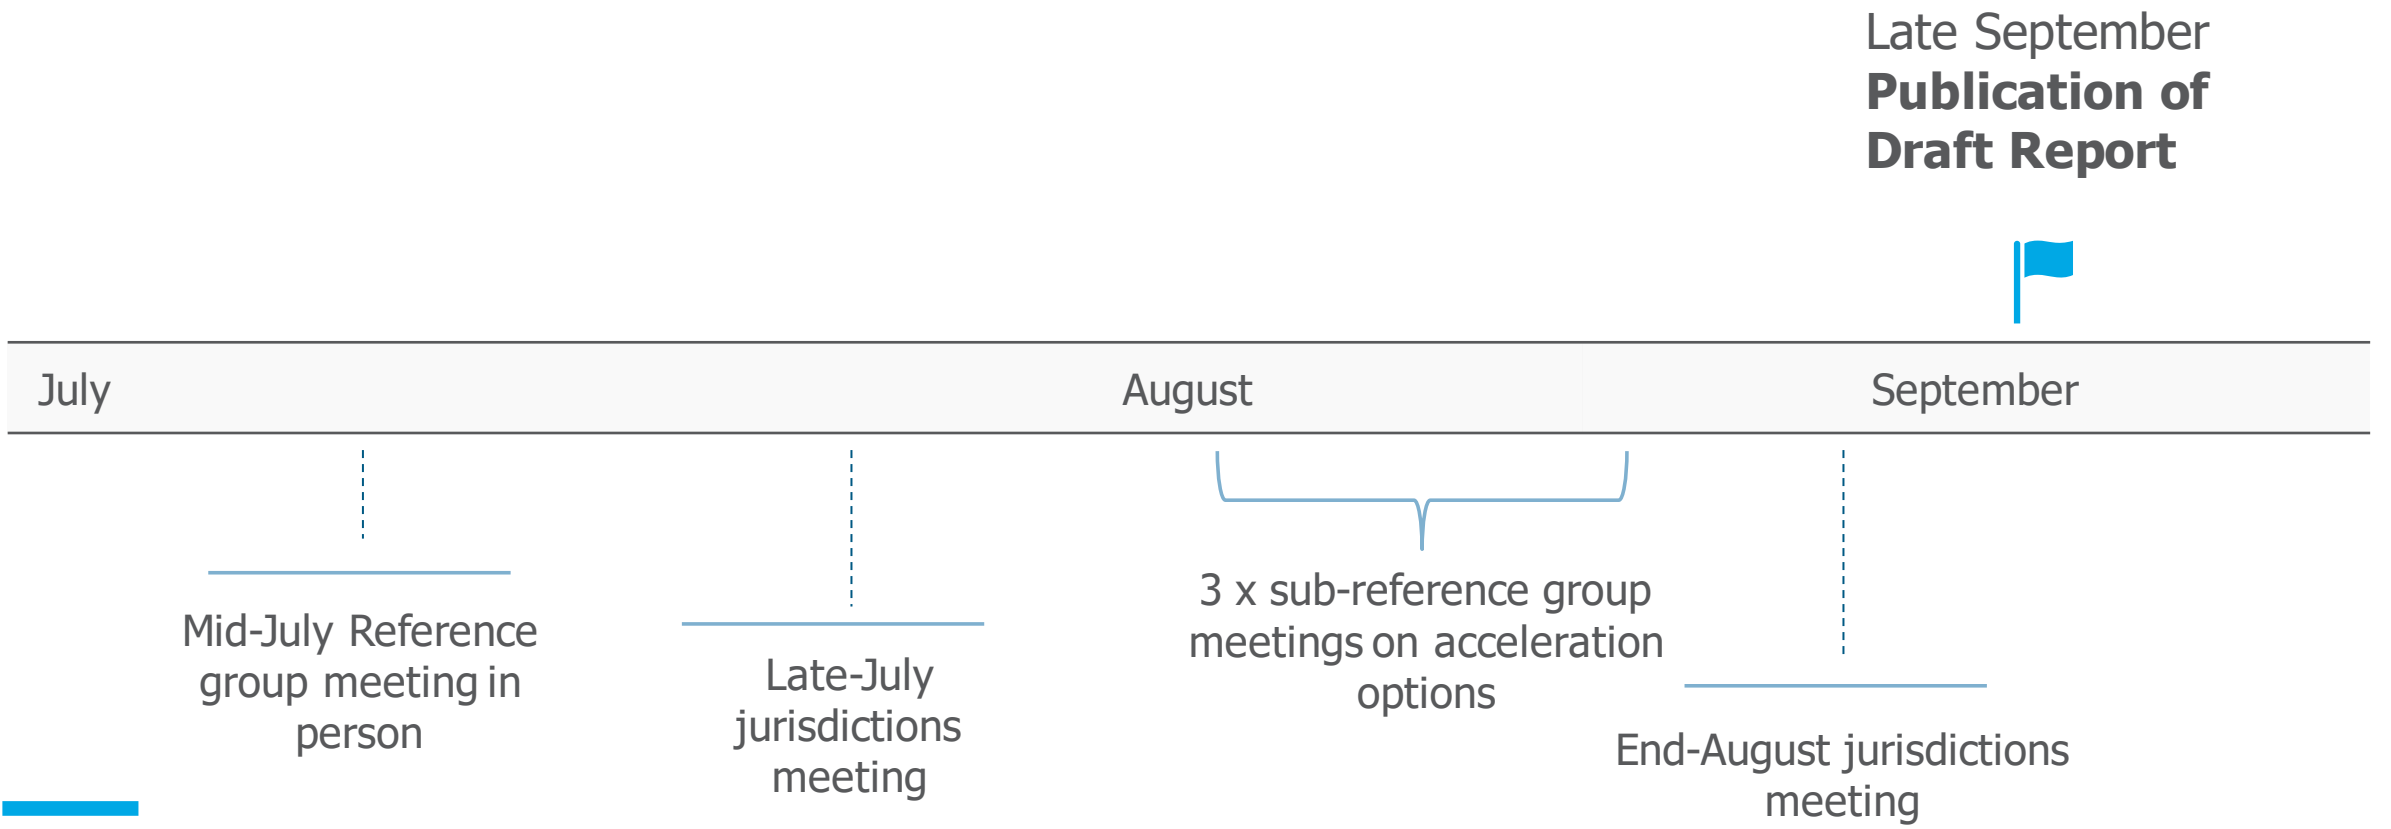 Late September
Publication of
Draft Report
July
August
September
Mid-July Reference
group meeting in
person
Late-July
jurisdictions
meeting
3 x sub-reference group
meetings on acceleration
options
End-August jurisdictions
meeting